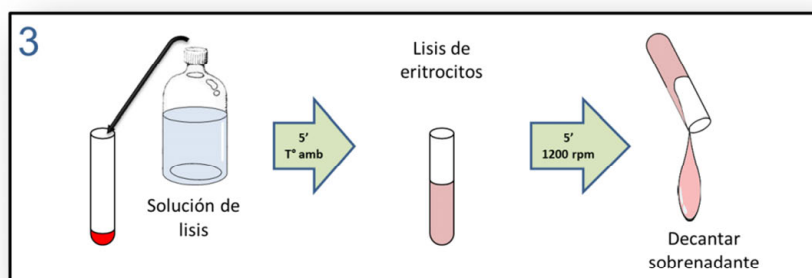 3
Solución de
lisis
5’
T° amb
Lisis de
eritrocitos
5’
1200 rpm
Decantar
sobrenadante